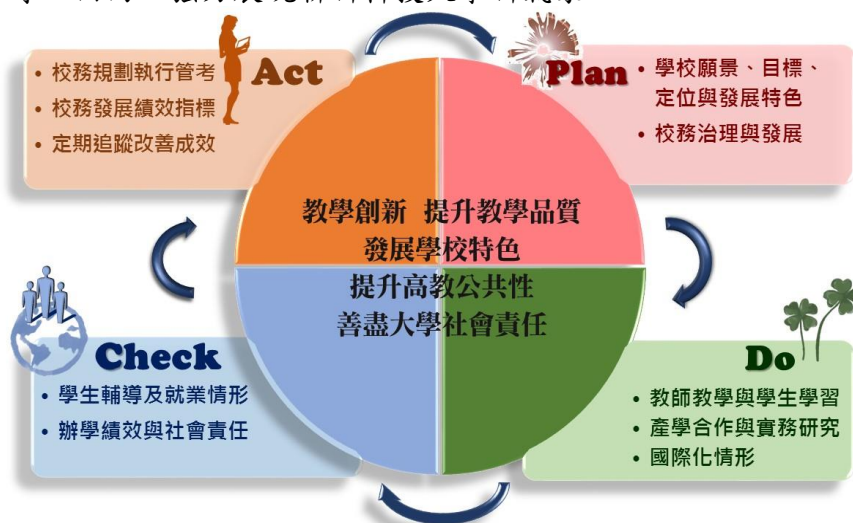 Act
• 校務規劃執行管考
• 校務發展績效指標
• 定期追蹤改善成效
Plan
• 學校願景、目標、
定位與發展特色
• 校務治理與發展
教學創新 提升教學品質
發展學校特色
提升高教公共性
善盡大學社會責任
Check
• 學生輔導及就業情形
• 辦學績效與社會責任
Do
• 教師教學與學生學習
• 產學合作與實務研究
• 國際化情形